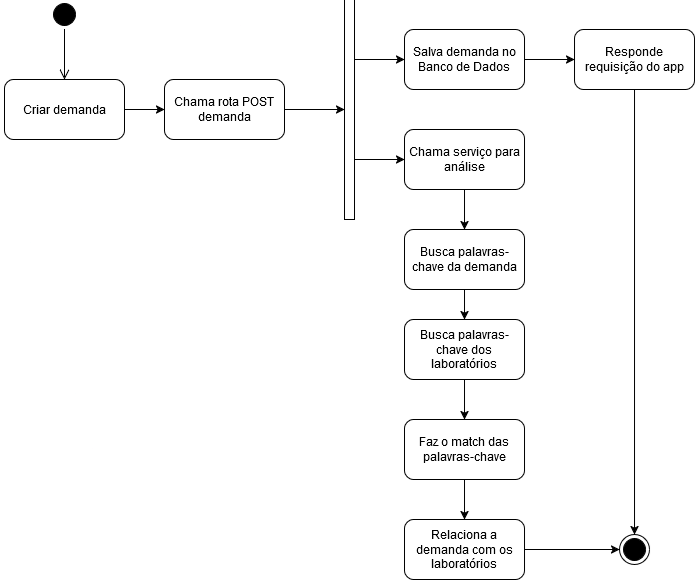 Criar demanda
Chama rota POST
demanda
Salva demanda no
Banco de Dados
Responde
requisição do app
Chama serviço para
análise
Busca palavras-
chave da demanda
Busca palavras-
chave dos
laboratórios
Faz o match das
palavras-chave
Relaciona a
demanda com os
laboratórios